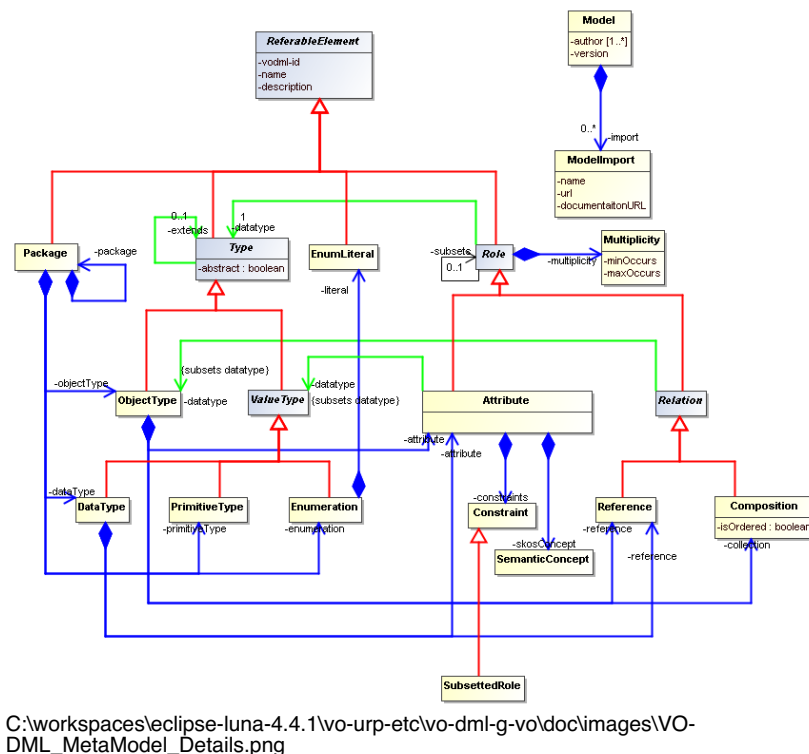 ReferableElement
-vodml-id
-name
-description
Model
-author [1..*]
-version
0..*
-import
ModelImport
-name
-url
-documentaitonURL
0..1
-extends
1
-datatype
Package
-package
Type
-abstract : boolean
EnumLiteral
-literal
-subsets
0..1
Role
-multiplicity
Multiplicity
-minOccurs
-maxOccurs
-objectType
{subsets datatype}
ObjectType
-datatype
ValueType
-datatype
{subsets datatype}
Attribute
-attribute
-attribute
Relation
-dataType
DataType
PrimitiveType
-primitiveType
Enumeration
-enumeration
-constraints
Constraint
-skosConcept
SemanticConcept
Reference
-reference
-reference
Composition
-isOrdered : boolean
-collection
SubsettedRole
C:\workspaces\eclipse-luna-4.4.1\vo-urp-etc\vo-dml-g-vo\doc\images\VO-
DML_MetaModel_Details.png